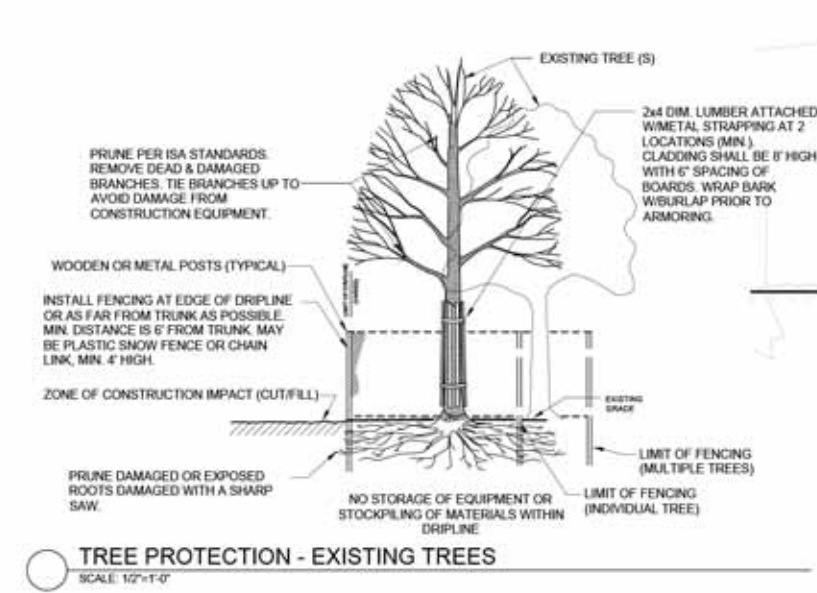 EXISTING TREE (S)
2x4 DIM. LUMBER ATTACHED
W/METAL STRAPPING AT 2
LOCATIONS (MIN.).
CLADDING SHALL BE 8' HIGH
WITH 6" SPACING OF
BOARDS. WRAP BARK
W/BURLAP PRIOR TO
ARMORING.
PRUNE PER ISA STANDARDS.
REMOVE DEAD & DAMAGED
BRANCHES. TIE BRANCHES UP TO
AVOID DAMAGE FROM
CONSTRUCTION EQUIPMENT.
WOODEN OR METAL POSTS (TYPICAL)
INSTALL FENCING AT EDGE OF DRIPLINE
OR AS FAR FROM TRUNK AS POSSIBLE.
MIN. DISTANCE IS 6' FROM TRUNK. MAY
BE PLASTIC SNOW FENCE OR CHAIN
LINK, MIN. 4' HIGH.
ZONE OF CONSTRUCTION IMPACT (CUT/FILL)
EXISTING
GRADE
PRUNE DAMAGED OR EXPOSED
ROOTS DAMAGED WITH A SHARP
SAW.
NO STORAGE OF EQUIPMENT OR
STOCKPILING OF MATERIALS WITHIN
DRIPLINE
LIMIT OF FENCING
(MULTIPLE TREES)
LIMIT OF FENCING
(INDIVIDUAL TREE)
TREE PROTECTION - EXISTING TREES
SCALE: 1/2"=1'-0"